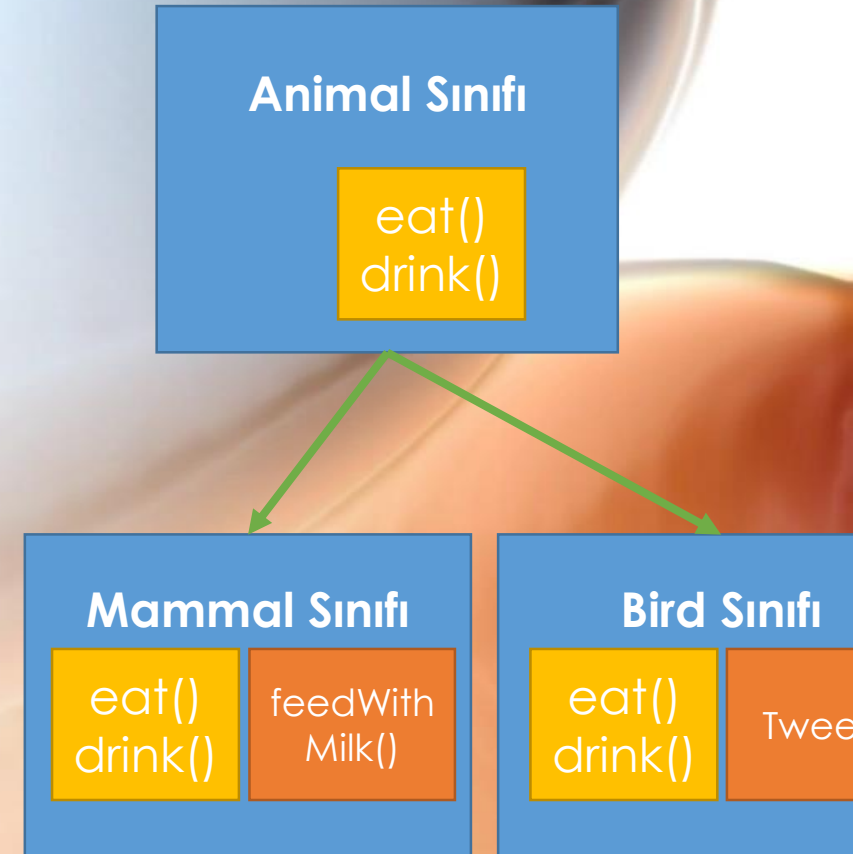 Animal Sınıfı
eat()
drink()
Mammal Sınıfı
eat()
drink()
feedWith
Milk()
Bird Sınıfı
eat()
drink()